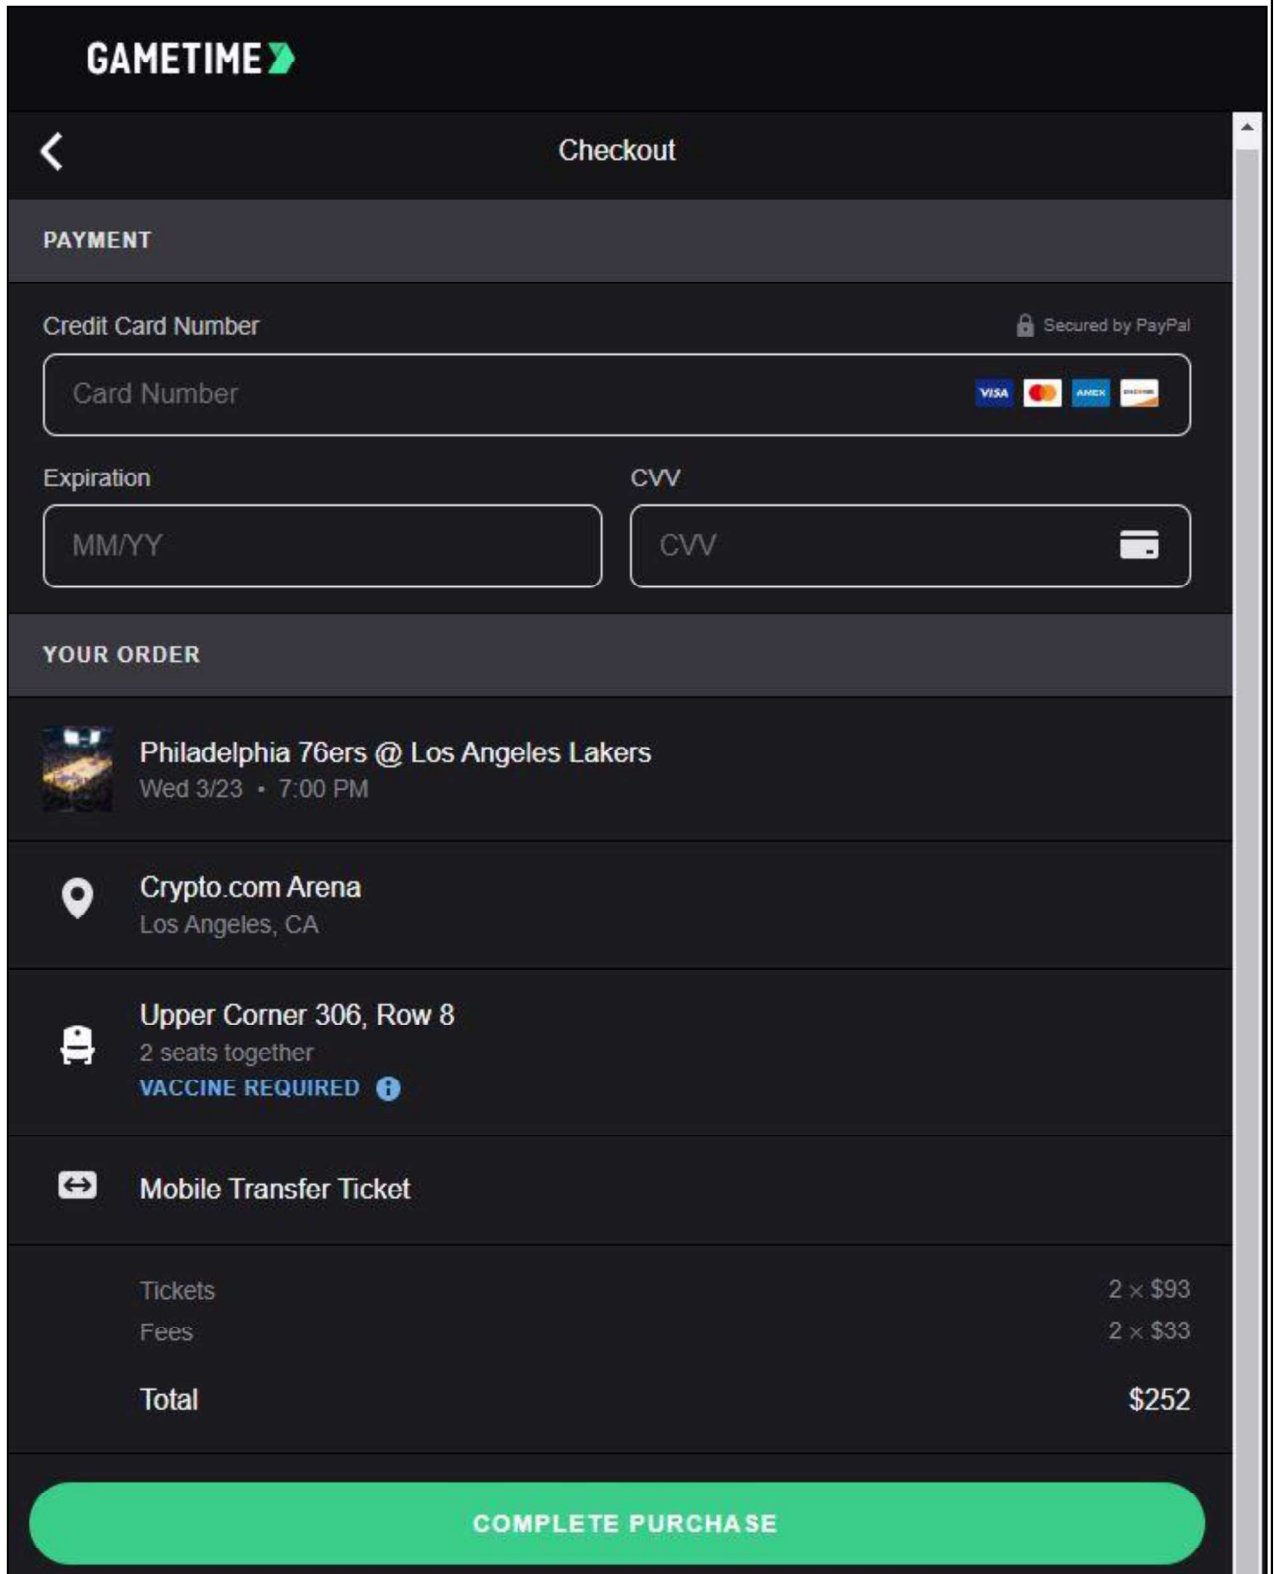 GAMETIME
Checkout
PAYMENT
Credit Card Number
Secured by PayPal
Card Number
VISA
AMEX
DISCOVER
Expiration
CVV
MM/YY
CVV
YOUR ORDER
Philadelphia 76ers @ Los Angeles Lakers
Wed 3/23 • 7:00 PM
Crypto.com Arena
Los Angeles, CA
Upper Corner 306, Row 8
2 seats together
VACCINE REQUIRED
Mobile Transfer Ticket
Tickets 2 × $93
Fees 2 × $33
Total $252
COMPLETE PURCHASE